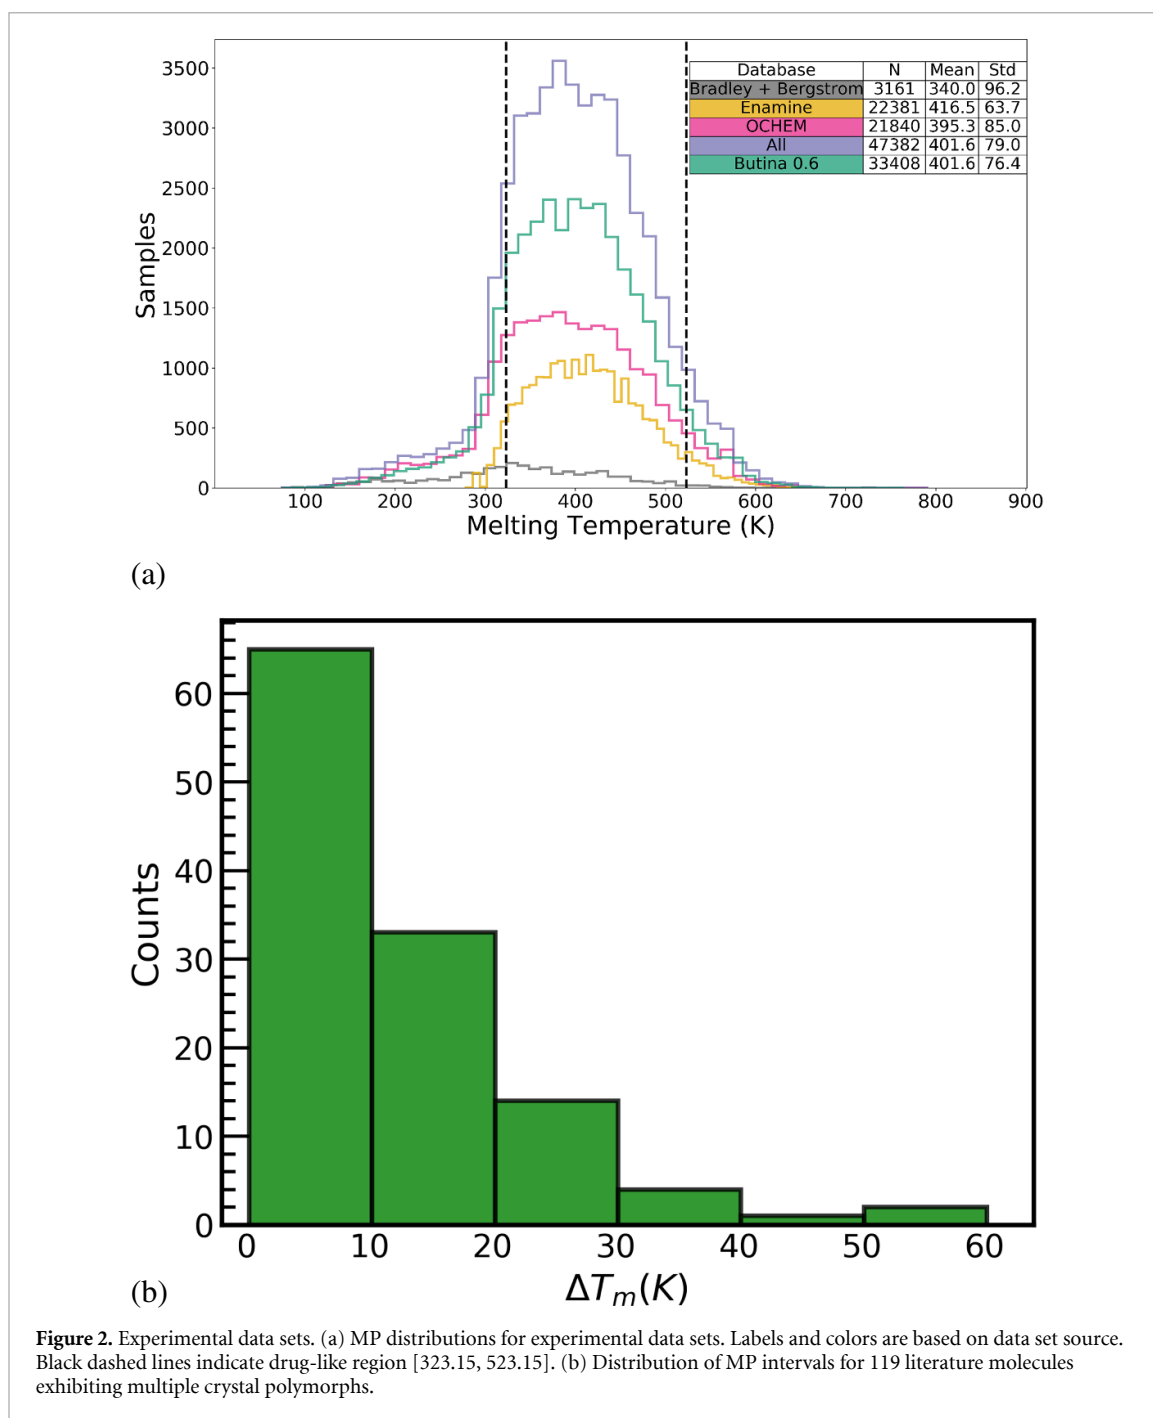 3500
3000
2500
2000
1500
1000
500
0
Samples
Database N Mean Std
Bradley + Bergstrom 3161 340.0 96.2
Enamine 22381 416.5 63.7
OCHEM 21840 395.3 85.0
All 47382 401.6 79.0
Butina 0.6 33408 401.6 76.4
100 200 300 400 500 600 700 800 900
Melting Temperature (K)
(a)
60
50
40
30
20
10
0
Counts
0 10 20 30 40 50 60
ΔTₘ(K)
(b)
Figure 2. Experimental data sets. (a) MP distributions for experimental data sets. Labels and colors are based on data set source.
Black dashed lines indicate drug-like region [323.15, 523.15]. (b) Distribution of MP intervals for 119 literature molecules
exhibiting multiple crystal polymorphs.